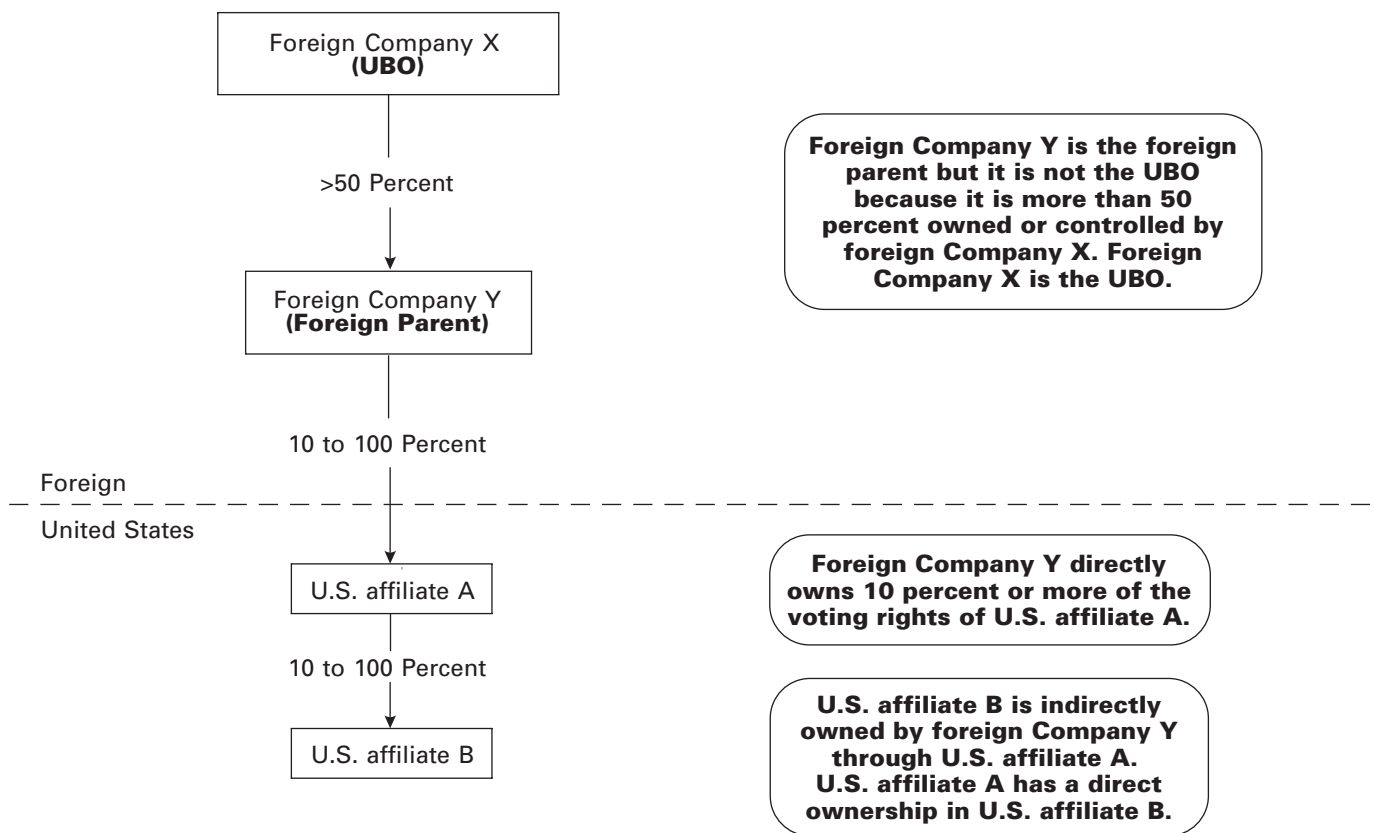 Foreign Company X
(UBO)
>50 Percent
Foreign Company Y is the foreign
parent but it is not the UBO
because it is more than 50
percent owned or controlled by
foreign Company X. Foreign
Company X is the UBO.
Foreign Company Y
(Foreign Parent)
10 to 100 Percent
Foreign
United States
U.S. affiliate A
Foreign Company Y directly
owns 10 percent or more of the
voting rights of U.S. affiliate A.
10 to 100 Percent
U.S. affiliate B
U.S. affiliate B is indirectly
owned by foreign Company Y
through U.S. affiliate A.
U.S. affiliate A has a direct
ownership in U.S. affiliate B.